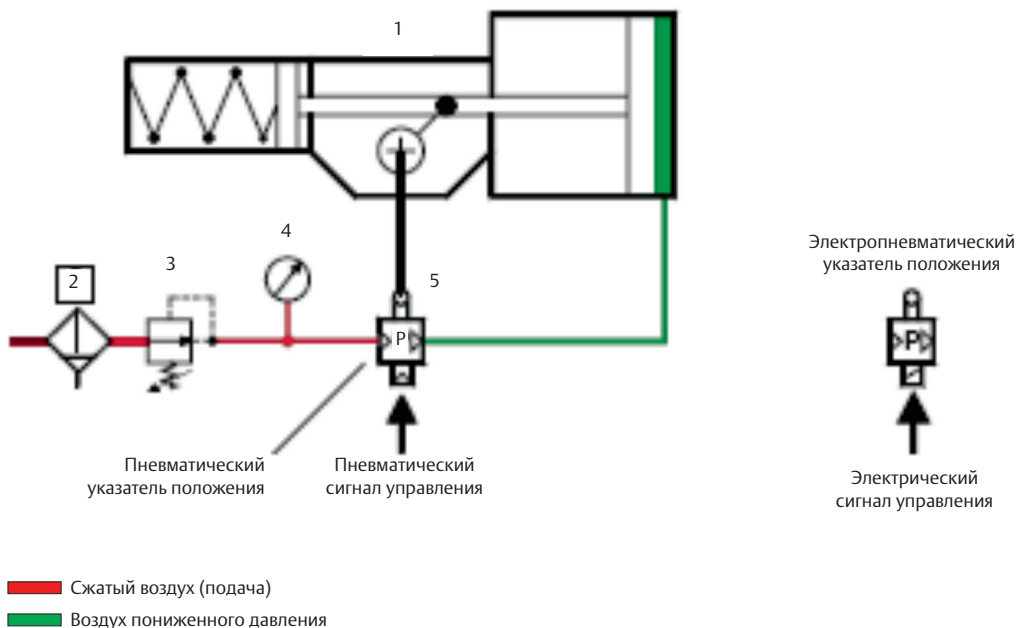 1
4
Электропневматический
указатель положения
3
2
5
P
P
Пневматический
указатель положения
Пневматический
сигнал управления
Электрический
сигнал управления
Сжатый воздух (подача)
Воздух пониженного давления